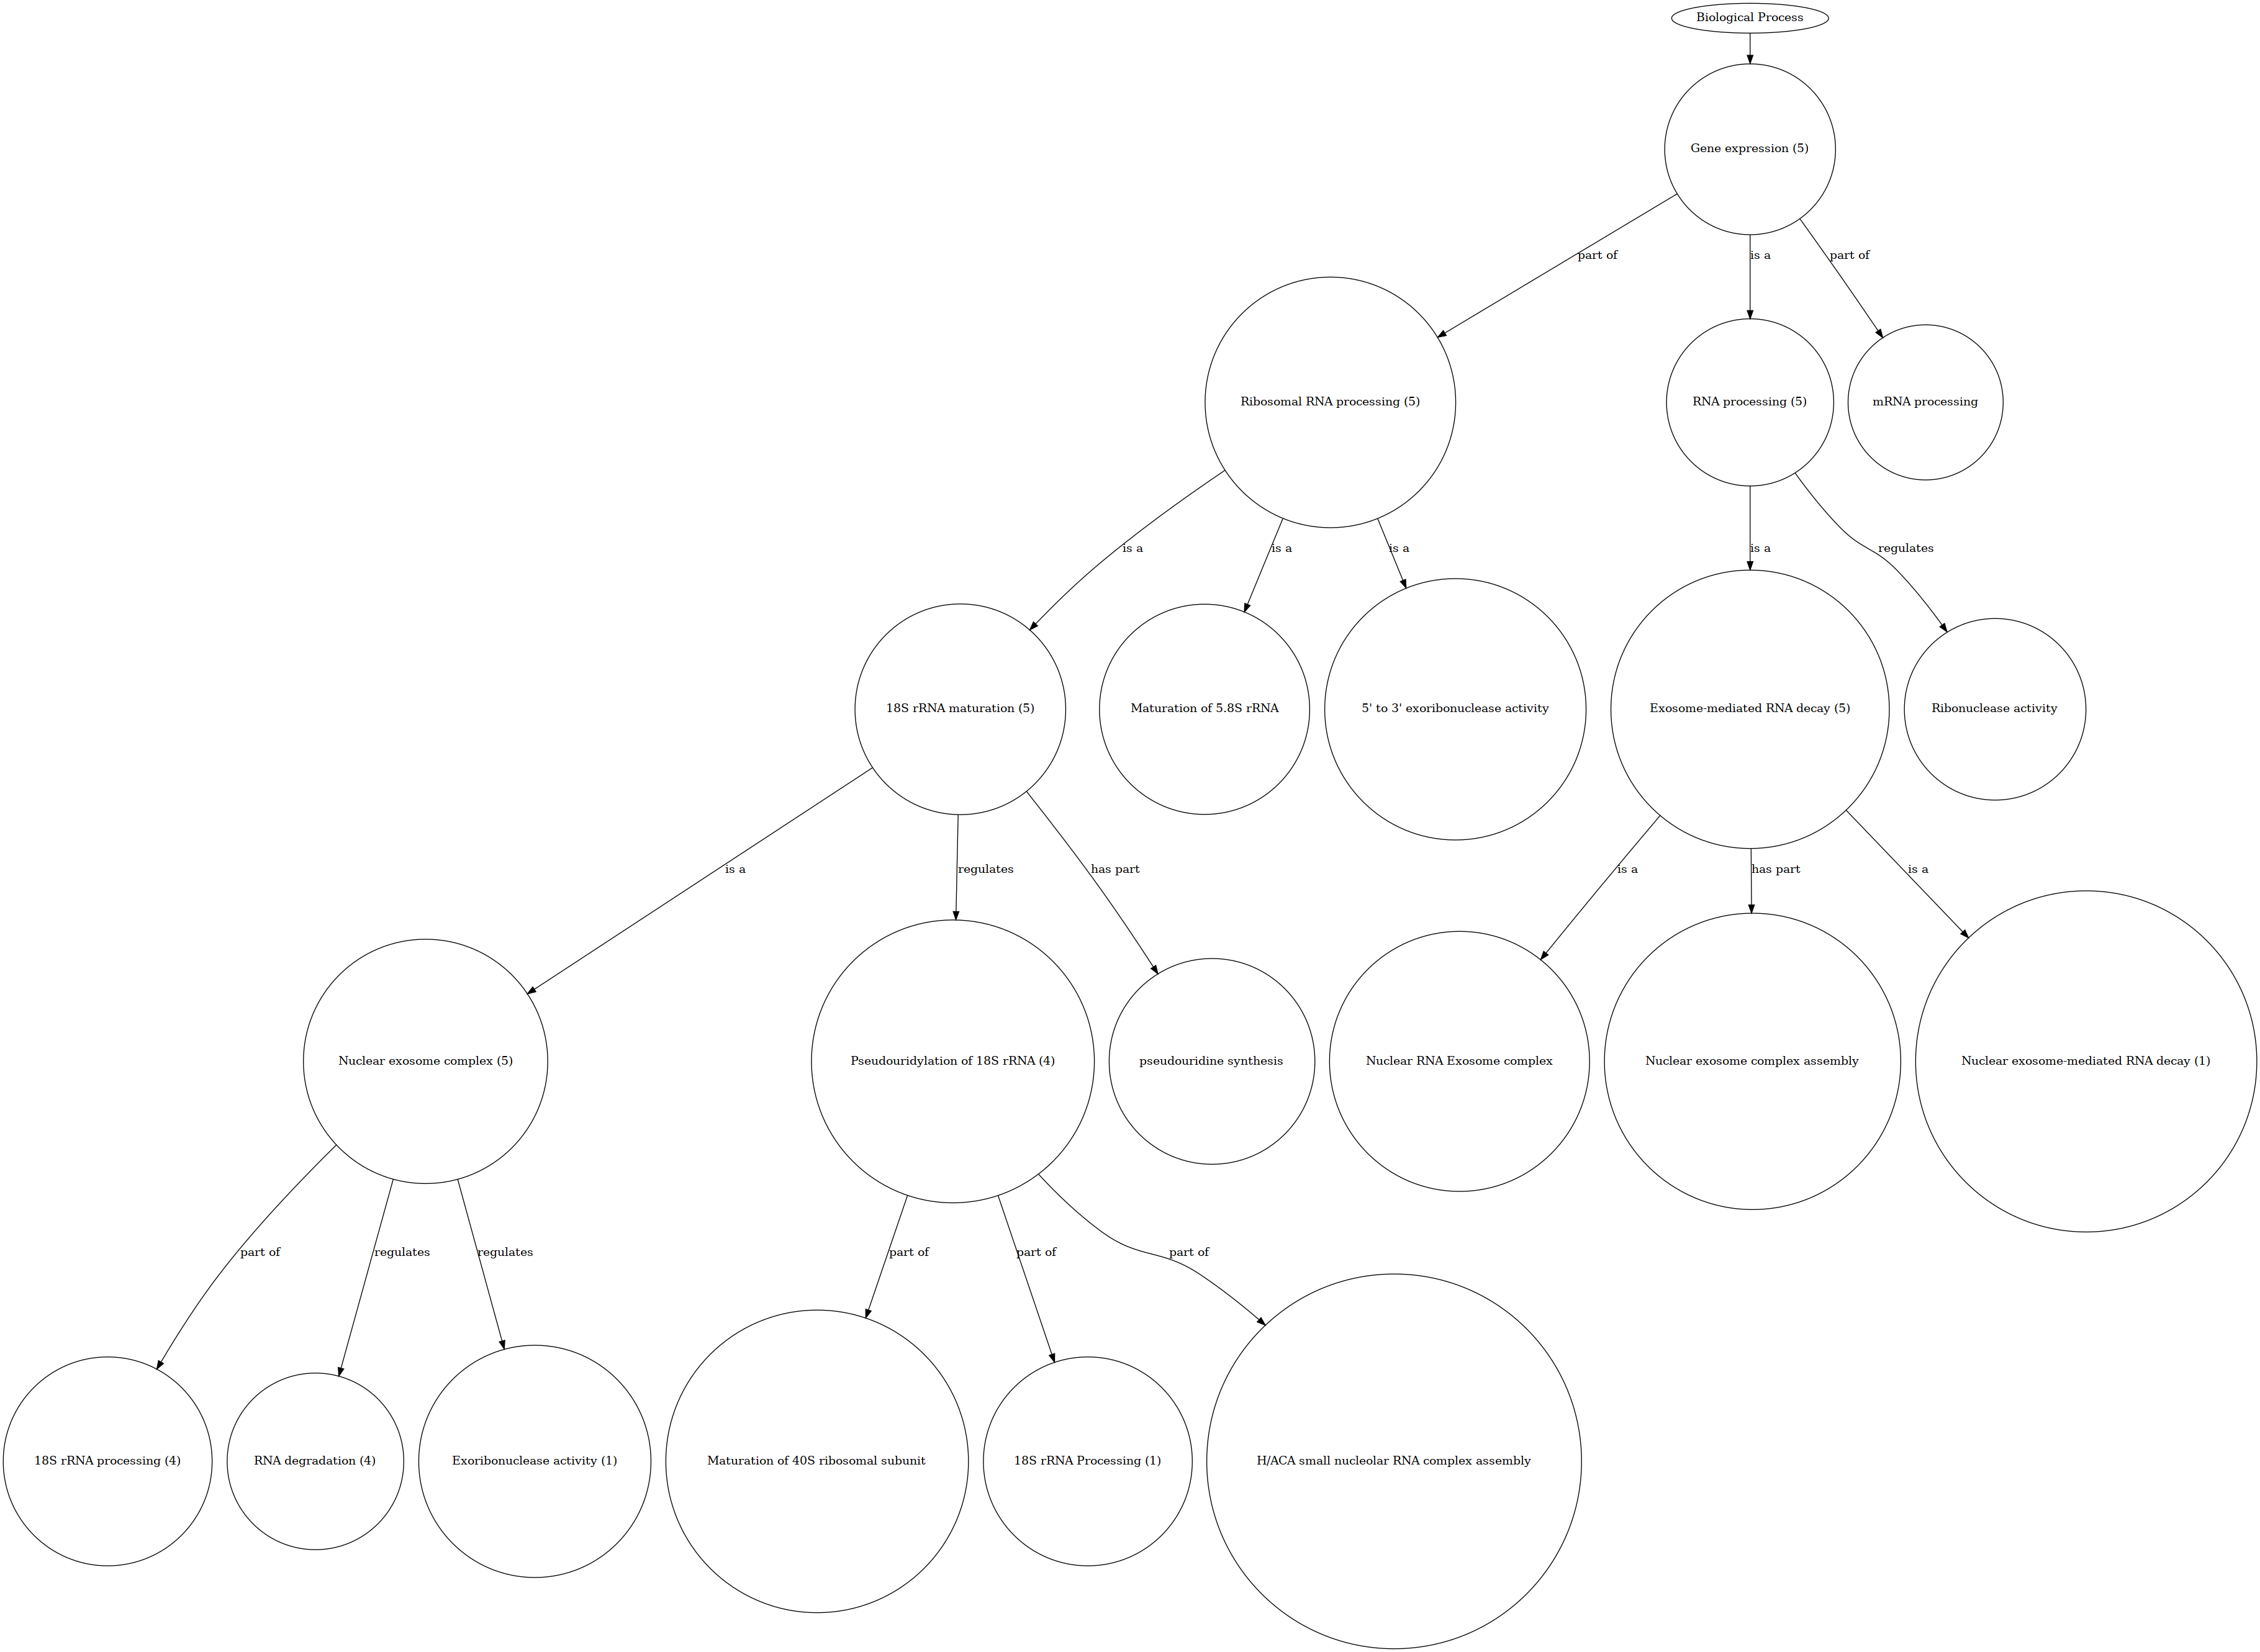 Biological Process
Gene expression (5)
part of
is a
part of
Ribosomal RNA processing (5)
RNA processing (5)
mRNA processing
is a
is a
is a
is a
regulates
18S rRNA maturation (5)
Maturation of 5.8S rRNA
5' to 3' exoribonuclease activity
Exosome-mediated RNA decay (5)
Ribonuclease activity
is a
regulates
has part
is a
has part
is a
Nuclear exosome complex (5)
Pseudouridylation of 18S rRNA (4)
pseudouridine synthesis
Nuclear RNA Exosome complex
Nuclear exosome complex assembly
Nuclear exosome-mediated RNA decay (1)
part of
regulates
regulates
part of
part of
part of
18S rRNA processing (4)
RNA degradation (4)
Exoribonuclease activity (1)
Maturation of 40S ribosomal subunit
18S rRNA Processing (1)
H/ACA small nucleolar RNA complex assembly